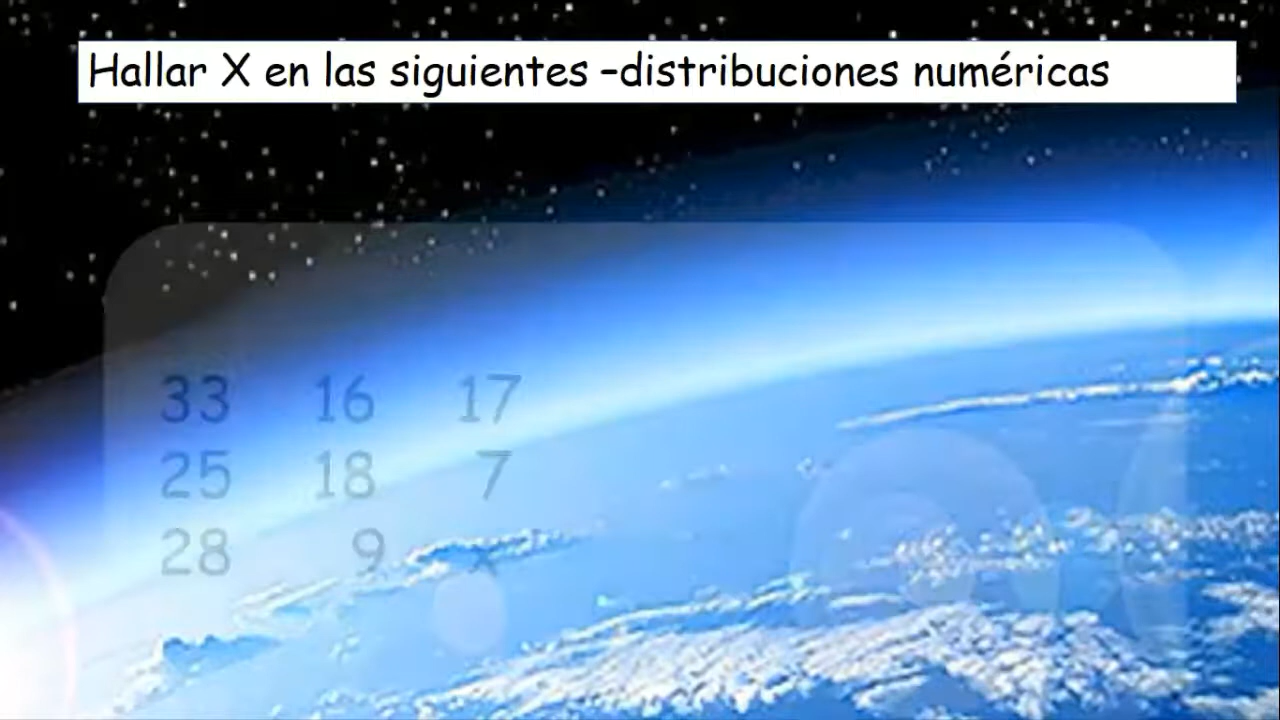 Hallar X en las siguientes –distribuciones numéricas
33 16 17
25 18 7
28 9 x